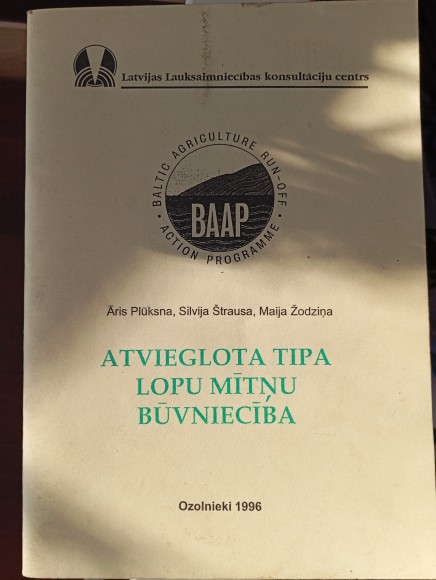 Latvijas Lauksaimniecības konsultāciju centrs
BALTIC AGRICULTURE RUN-OFF
BAAP
ACTION PROGRAMME
Āris Plūksna, Silvija Štrausa, Maija Žodziņa
ATVIEGLOTA TIPA
LOPU MĪTŅU
BŪVNIECĪBA
Ozolnieki 1996